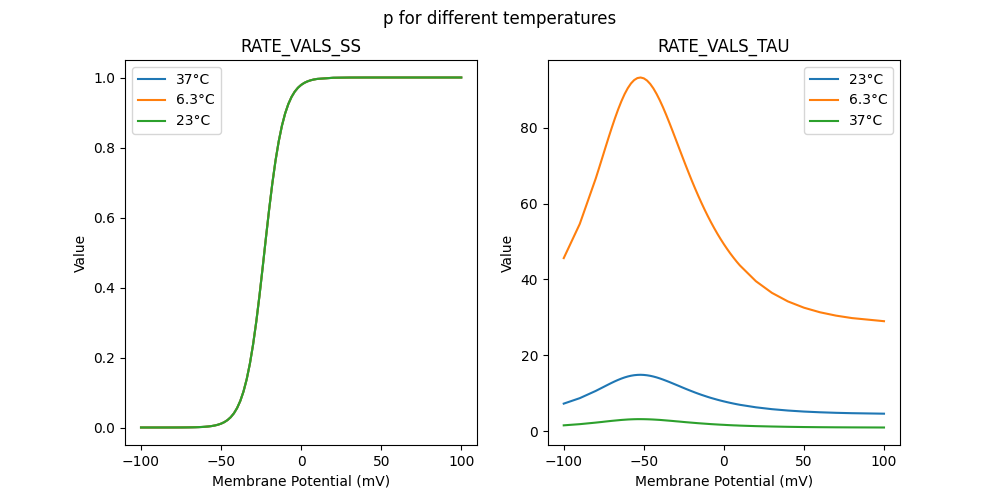 p for different temperatures
RATE_VALS_SS
1.0
0.8
0.6
0.4
0.2
0.0
Value
37°C
6.3°C
23°C
−100
−50
0
50
100
Membrane Potential (mV)
RATE_VALS_TAU
80
60
40
20
0
Value
23°C
6.3°C
37°C
−100
−50
0
50
100
Membrane Potential (mV)